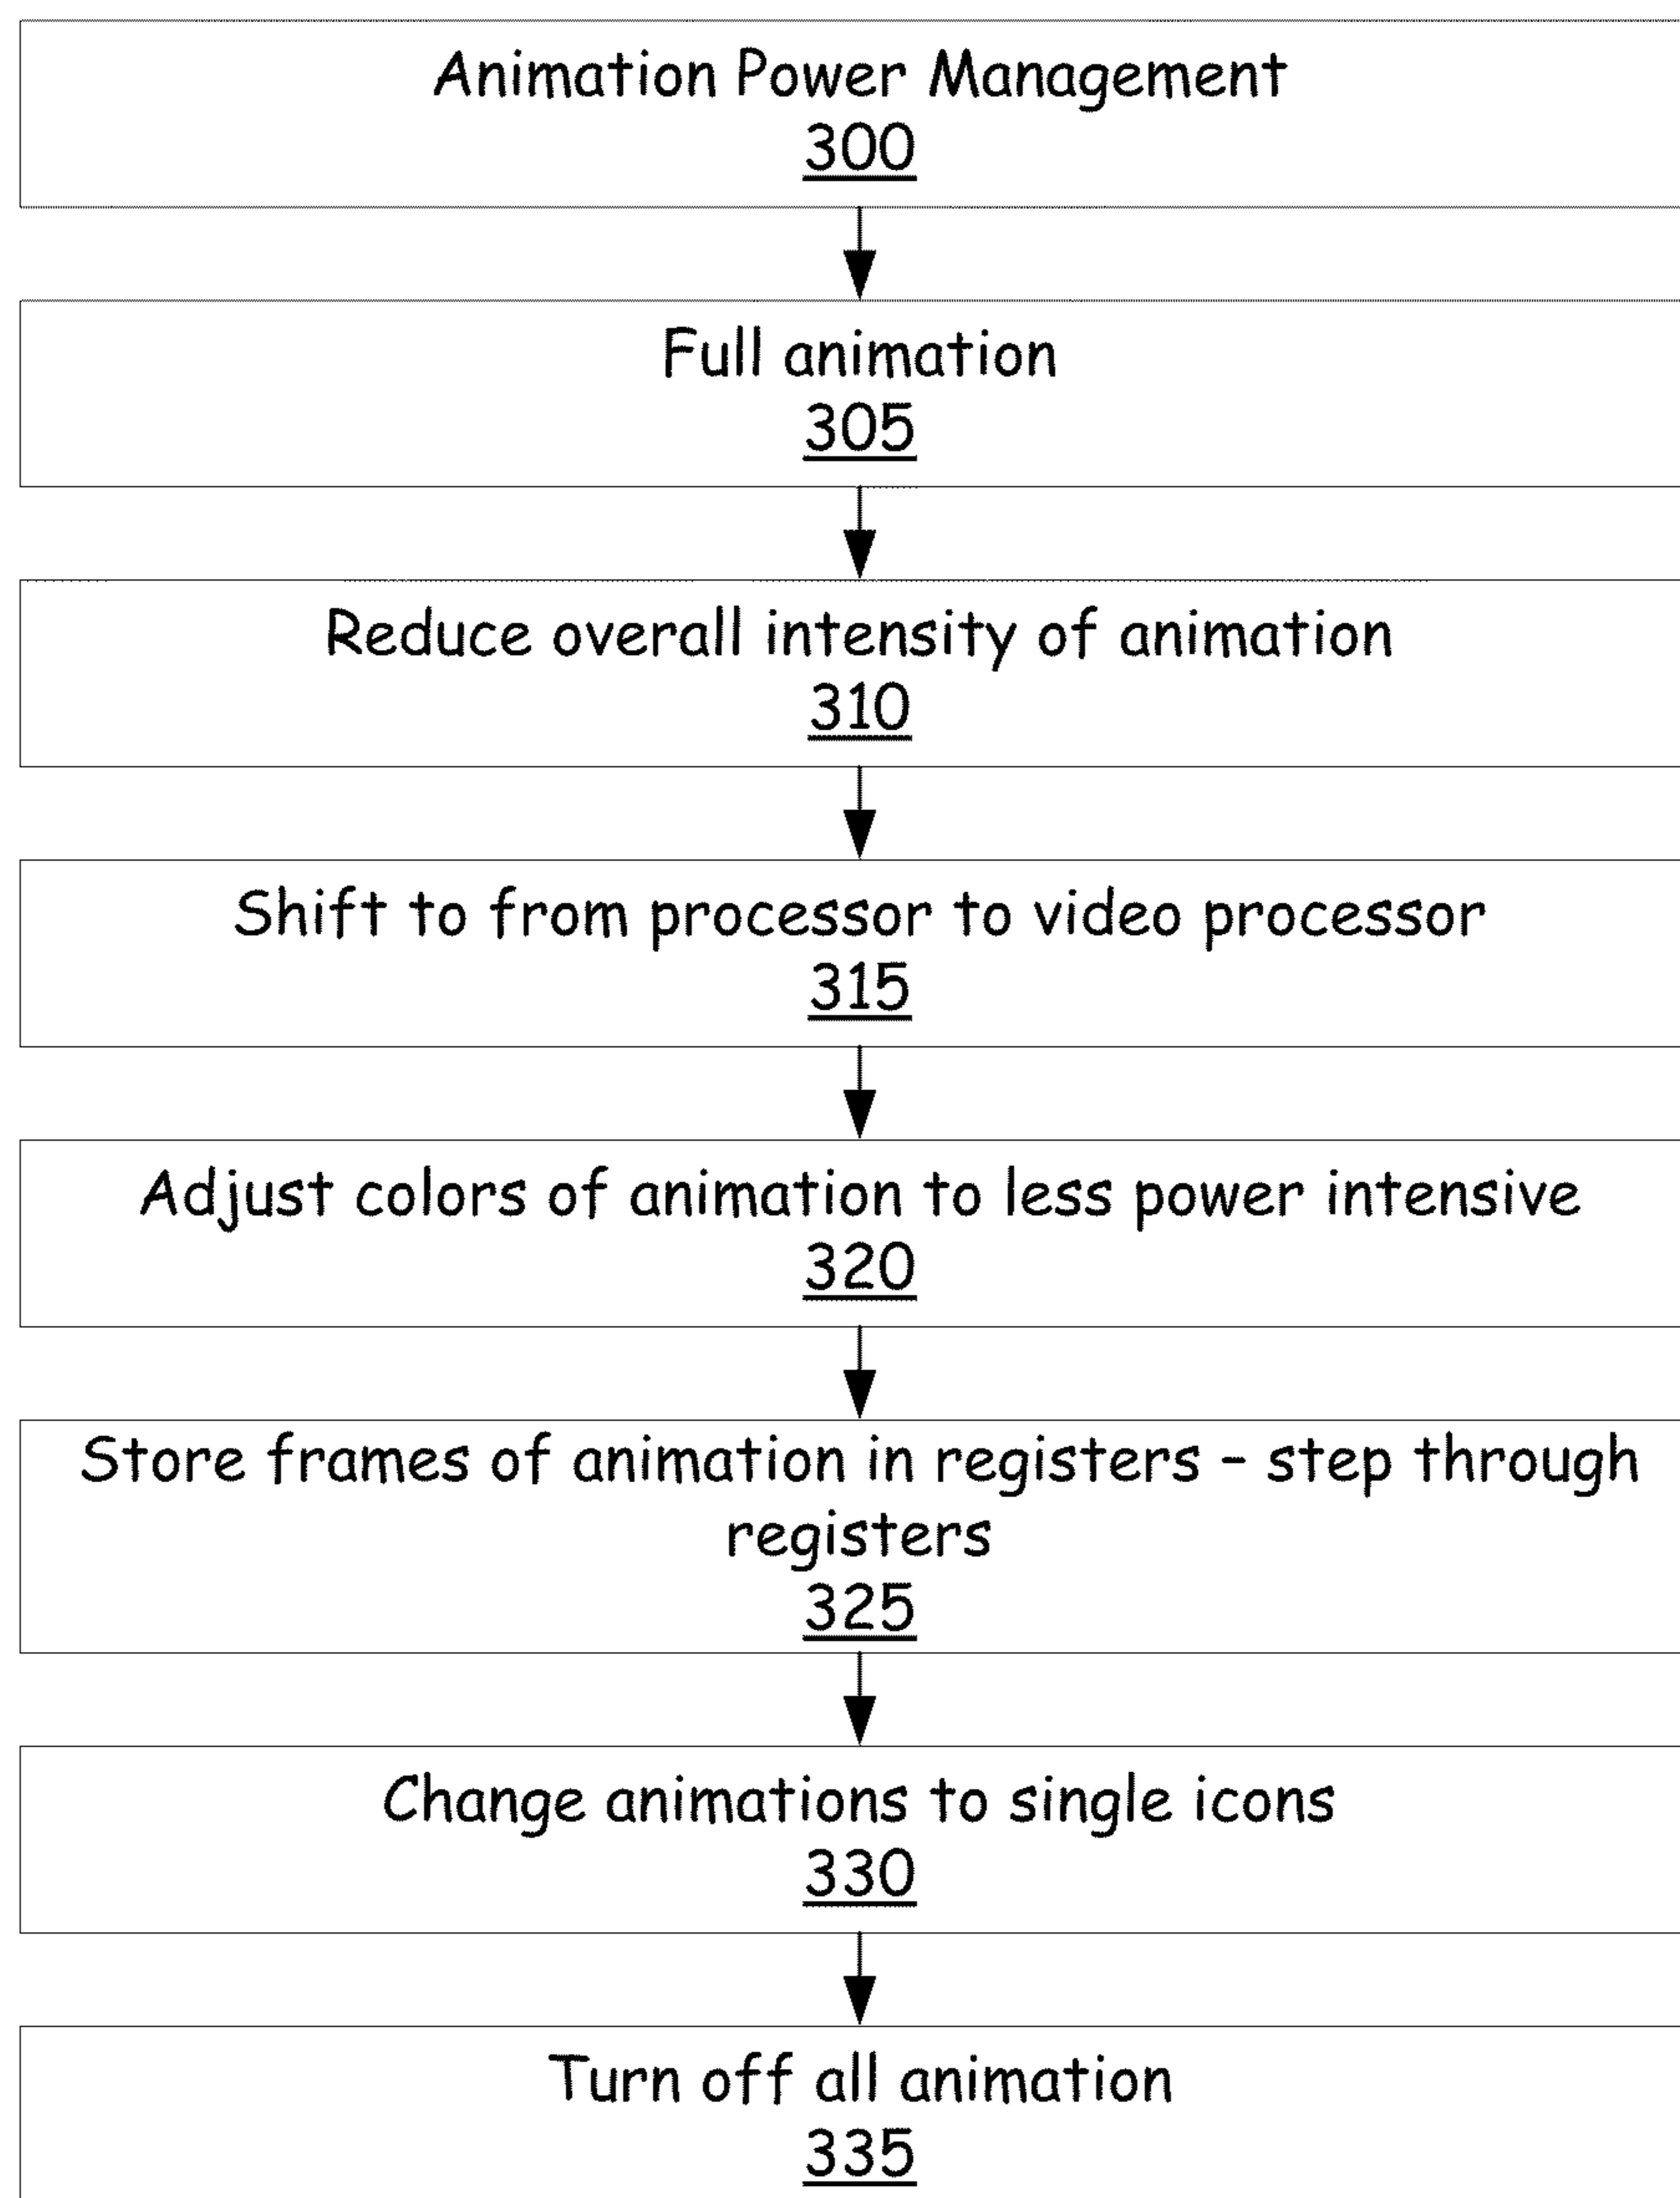 Animation Power Management
300
Full animation
305
Reduce overall intensity of animation
310
Shift to from processor to video processor
315
Adjust colors of animation to less power intensive
320
Store frames of animation in registers – step through
registers
325
Change animations to single icons
330
Turn off all animation
335